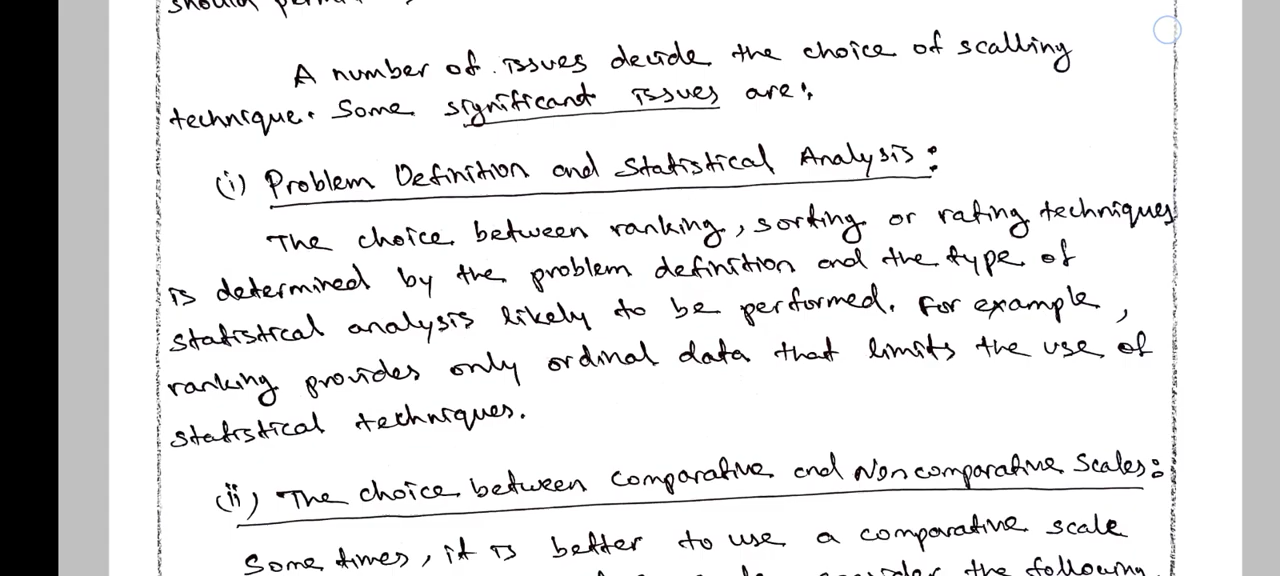 should
A number of issues decide the choice of scalling
technique. Some significant issues are:
(i) Problem Definition and Statistical Analysis:
The choice between ranking, sorting or rating techniques
is determined by the problem definition and the type of
statistical analysis likely to be performed. For example,
ranking provides only ordinal data that limits the use of
statistical techniques.
(ii) The choice between comparative and Noncomparative Scales:
Some times, it is better to use a comparative scale
the following